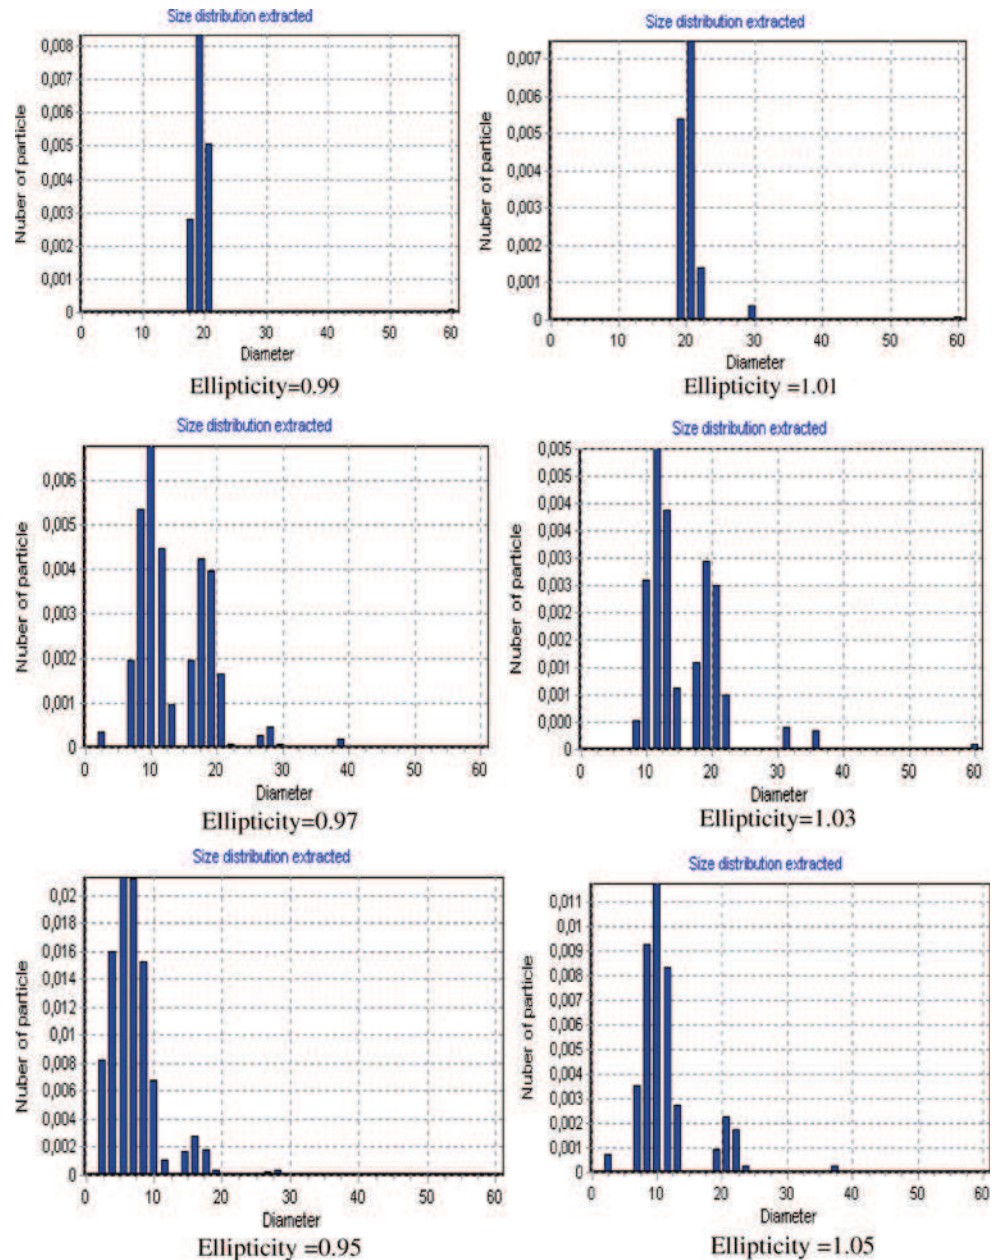 Size distribution extracted
Nuber of particle
0,008
0,007
0,006
0,005
0,004
0,003
0,002
0,001
0
0 10 20 30 40 50 60
Diameter
Ellipticity=0.99
Size distribution extracted
Nuber of particle
0,007
0,006
0,005
0,004
0,003
0,002
0,001
0
0 10 20 30 40 50 60
Diameter
Ellipticity =1.01
Size distribution extracted
Nuber of particle
0,006
0,005
0,004
0,003
0,002
0,001
0
0 10 20 30 40 50 60
Diameter
Ellipticity=0.97
Size distribution extracted
Nuber of particle
0,005
0,004
0,004
0,003
0,003
0,002
0,002
0,001
0,001
0,000
0
0 10 20 30 40 50 60
Diameter
Ellipticity=1.03
Size distribution extracted
Nuber of particle
0,02
0,018
0,016
0,014
0,012
0,01
0,008
0,006
0,004
0,002
0
0 10 20 30 40 50 60
Diameter
Ellipticity =0.95
Size distribution extracted
Nuber of particle
0,011
0,01
0,009
0,008
0,007
0,006
0,005
0,004
0,003
0,002
0,001
0
0 10 20 30 40 50 60
Diameter
Ellipticity =1.05